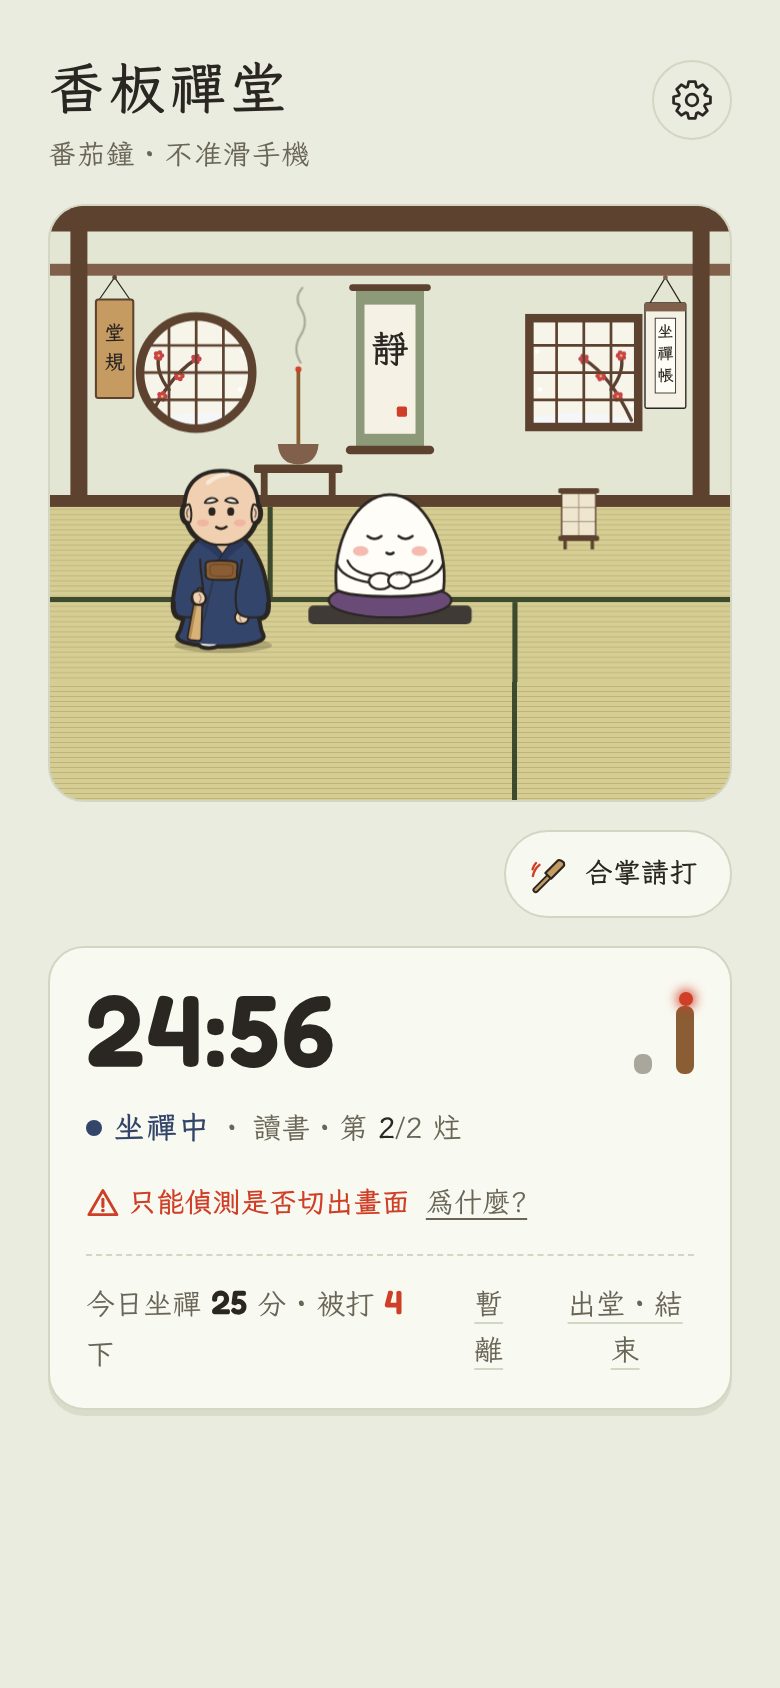 香板禪堂
番茄鐘・不准滑手機
堂規
靜
坐禪帳
合掌請打
24:56
坐禪中・讀書・第 2/2 炷
只能偵測是否切出畫面 為什麼?
今日坐禪 25 分・被打 4
下
暫
離
出堂・結
束